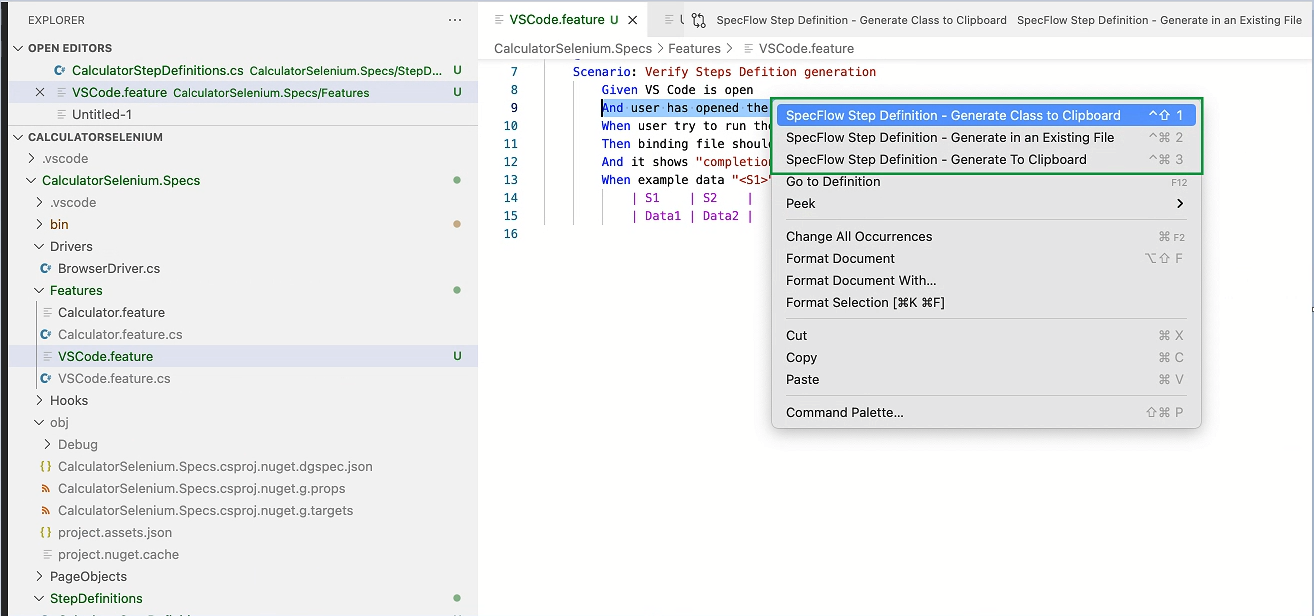 EXPLORER
OPEN EDITORS
CalculatorStepDefinitions.cs CalculatorSelenium.Specs/StepD... U
VSCode.feature CalculatorSelenium.Specs/Features U
Untitled-1
CALCULATORSELENIUM
.vscode
CalculatorSelenium.Specs
.vscode
bin
Drivers
BrowserDriver.cs
Features
Calculator.feature
Calculator.feature.cs
VSCode.feature U
VSCode.feature.cs
Hooks
obj
Debug
CalculatorSelenium.Specs.csproj.nuget.dgspec.json
CalculatorSelenium.Specs.csproj.nuget.g.props
CalculatorSelenium.Specs.csproj.nuget.g.targets
project.assets.json
project.nuget.cache
PageObjects
StepDefinitions
VSCode.feature U SpecFlow Step Definition - Generate Class to Clipboard SpecFlow Step Definition - Generate in an Existing File
CalculatorSelenium.Specs > Features > VSCode.feature
7 Scenario: Verify Steps Defition generation
8 Given VS Code is open
9 And user has opened the
10 When user try to run the
11 Then binding file should
12 And it shows "completion
13 When example data "<S1>"
14 | S1 | S2 |
15 | Data1 | Data2 |
16
SpecFlow Step Definition - Generate Class to Clipboard ^⇧ 1
SpecFlow Step Definition - Generate in an Existing File ^⌘ 2
SpecFlow Step Definition - Generate To Clipboard ^⌘ 3
Go to Definition F12
Peek
Change All Occurrences ⌘ F2
Format Document ⌥⇧ F
Format Document With...
Format Selection [⌘K ⌘F]
Cut ⌘ X
Copy ⌘ C
Paste ⌘ V
Command Palette... ⇧⌘ P